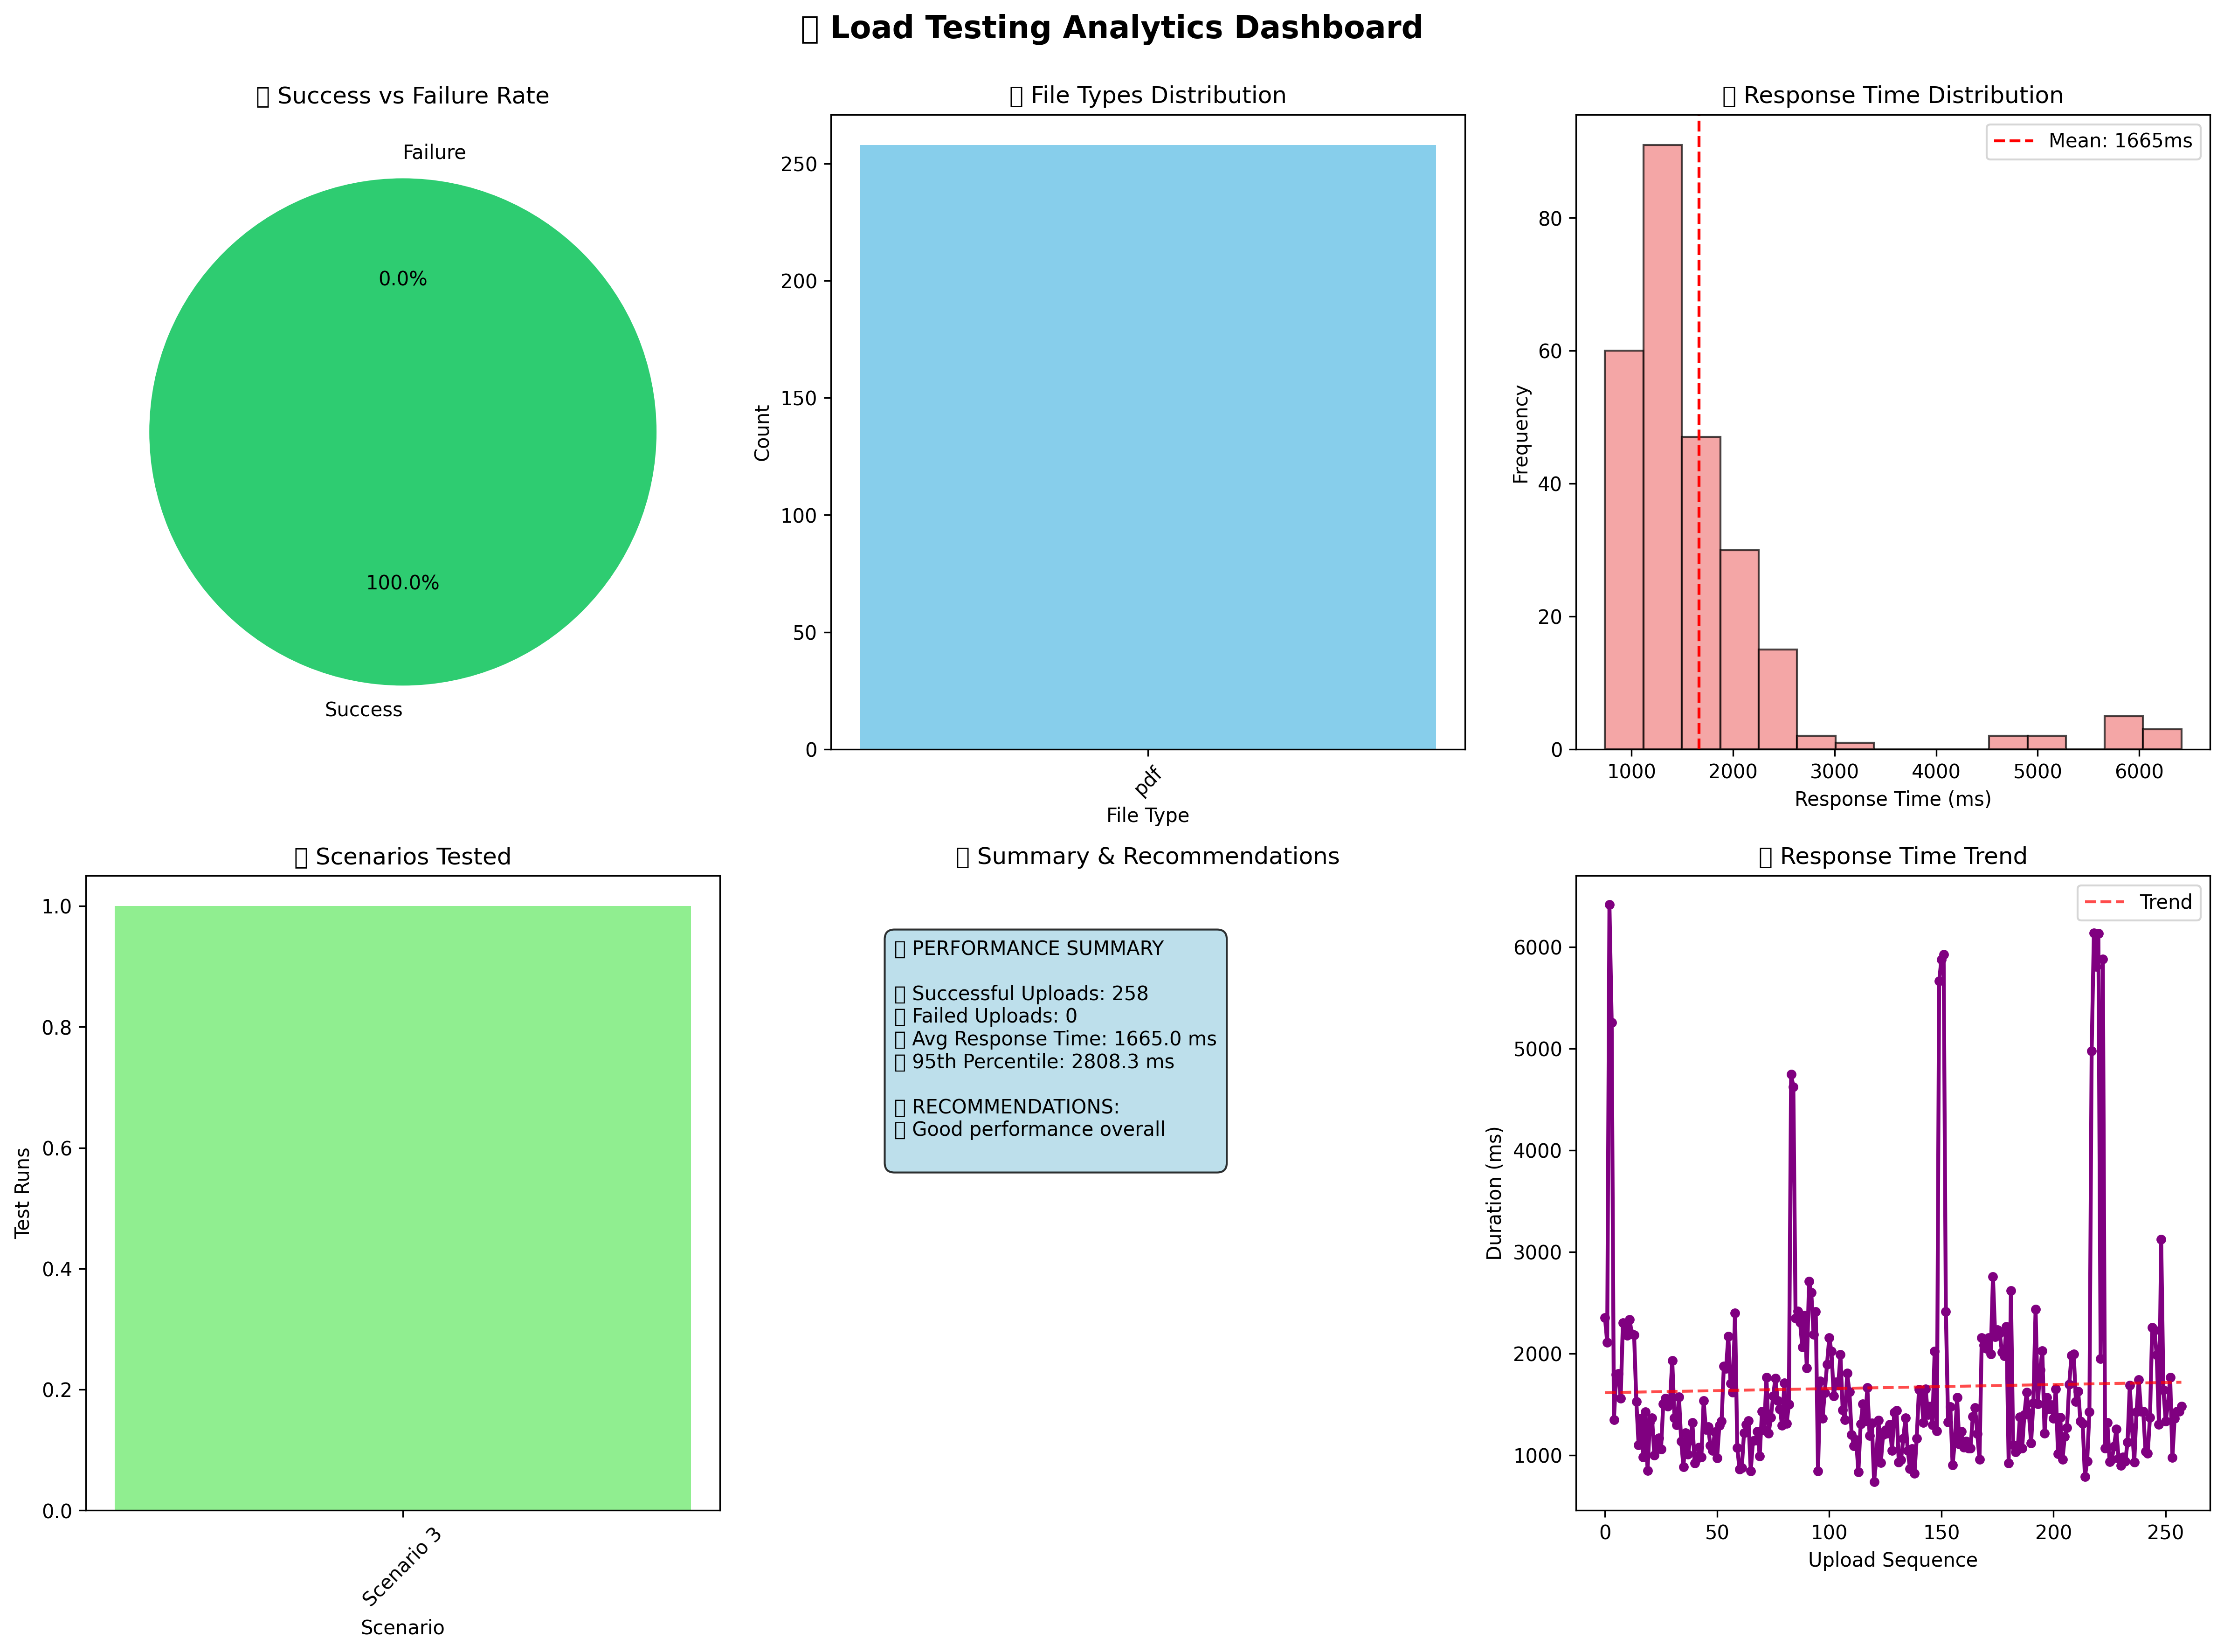 Load Testing Analytics Dashboard
Success vs Failure Rate
Failure
0.0%
100.0%
Success
File Types Distribution
Count
250
200
150
100
50
0
pdf
File Type
Response Time Distribution
Mean: 1665ms
Frequency
80
60
40
20
0
1000 2000 3000 4000 5000 6000
Response Time (ms)
Scenarios Tested
Test Runs
1.0
0.8
0.6
0.4
0.2
0.0
Scenario 3
Scenario
Summary & Recommendations
PERFORMANCE SUMMARY
Successful Uploads: 258
Failed Uploads: 0
Avg Response Time: 1665.0 ms
95th Percentile: 2808.3 ms
RECOMMENDATIONS:
Good performance overall
Response Time Trend
Trend
Duration (ms)
6000
5000
4000
3000
2000
1000
0 50 100 150 200 250
Upload Sequence